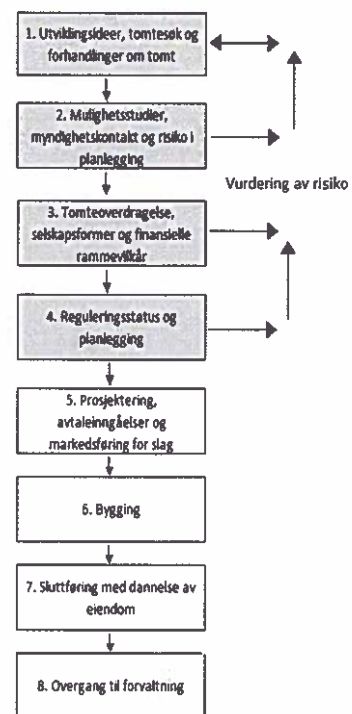 1. Utviklingsideer, tomtesøk og
forhandlinger om tomt
2. Mulighetsstudier,
myndighetskontakt og risiko i
planlegging
Vurdering av risiko
3. Tomteoverdragelse,
selskapsformer og finansielle
rammevilkår
4. Reguleringsstatus og
planlegging
5. Prosjektering,
avtaleinngåelser og
markedsføring for slag
6. Bygging
7. Sluttføring med dannelse av
eiendom
8. Overgang til forvaltning